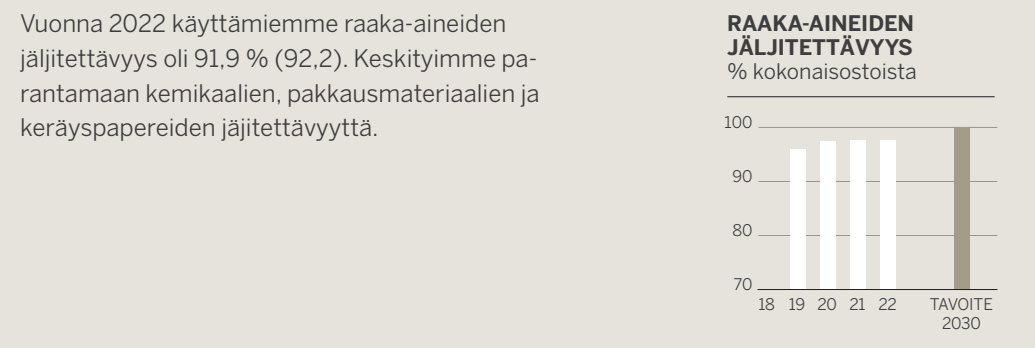 Vuonna 2022 käyttämiemme raaka-aineiden
jäljitettävyys oli 91,9 % (92,2). Keskityimme pa-
rantamaan kemikaalien, pakkausmateriaalien ja
keräyspapereiden jäjitettävyyttä.
RAAKA-AINEIDEN
JÄLJITETTÄVYYS
% kokonaisostoista
100
90
80
70
18 19 20 21 22 TAVOITE
2030